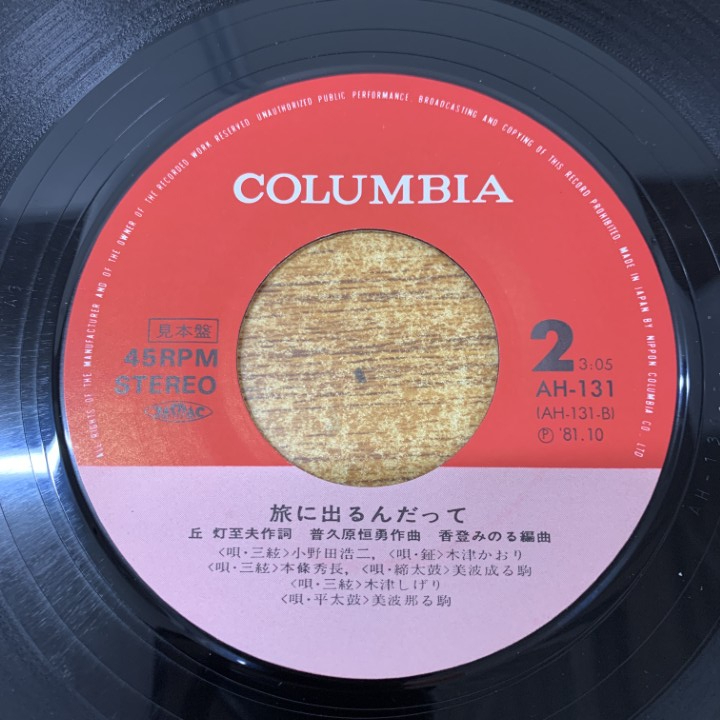 ALL RIGHTS OF THE MANUFACTURER AND OF THE OWNER OF THE RECORDED WORK RESERVED. UNAUTHORIZED PUBLIC PERFORMANCE. BROADCASTING AND COPYING OF THIS RECORD PROHIBITED. MADE IN JAPAN BY NIPPON COLUMBIA CO. LTD.
COLUMBIA
見本盤
45RPM
STEREO
2 3:05
AH-131
(AH-131-B)
Ⓟ '81.10
旅に出るんだって
丘 灯至夫作詞 普久原恒勇作曲 香登みのる編曲
〈唄・三絃〉小野田浩二, 〈唄・鉦〉木津かおり
〈唄・三絃〉本條秀長, 〈唄・締太鼓〉美波成る駒
〈唄・三絃〉木津しげり
〈唄・平太鼓〉美波那る駒